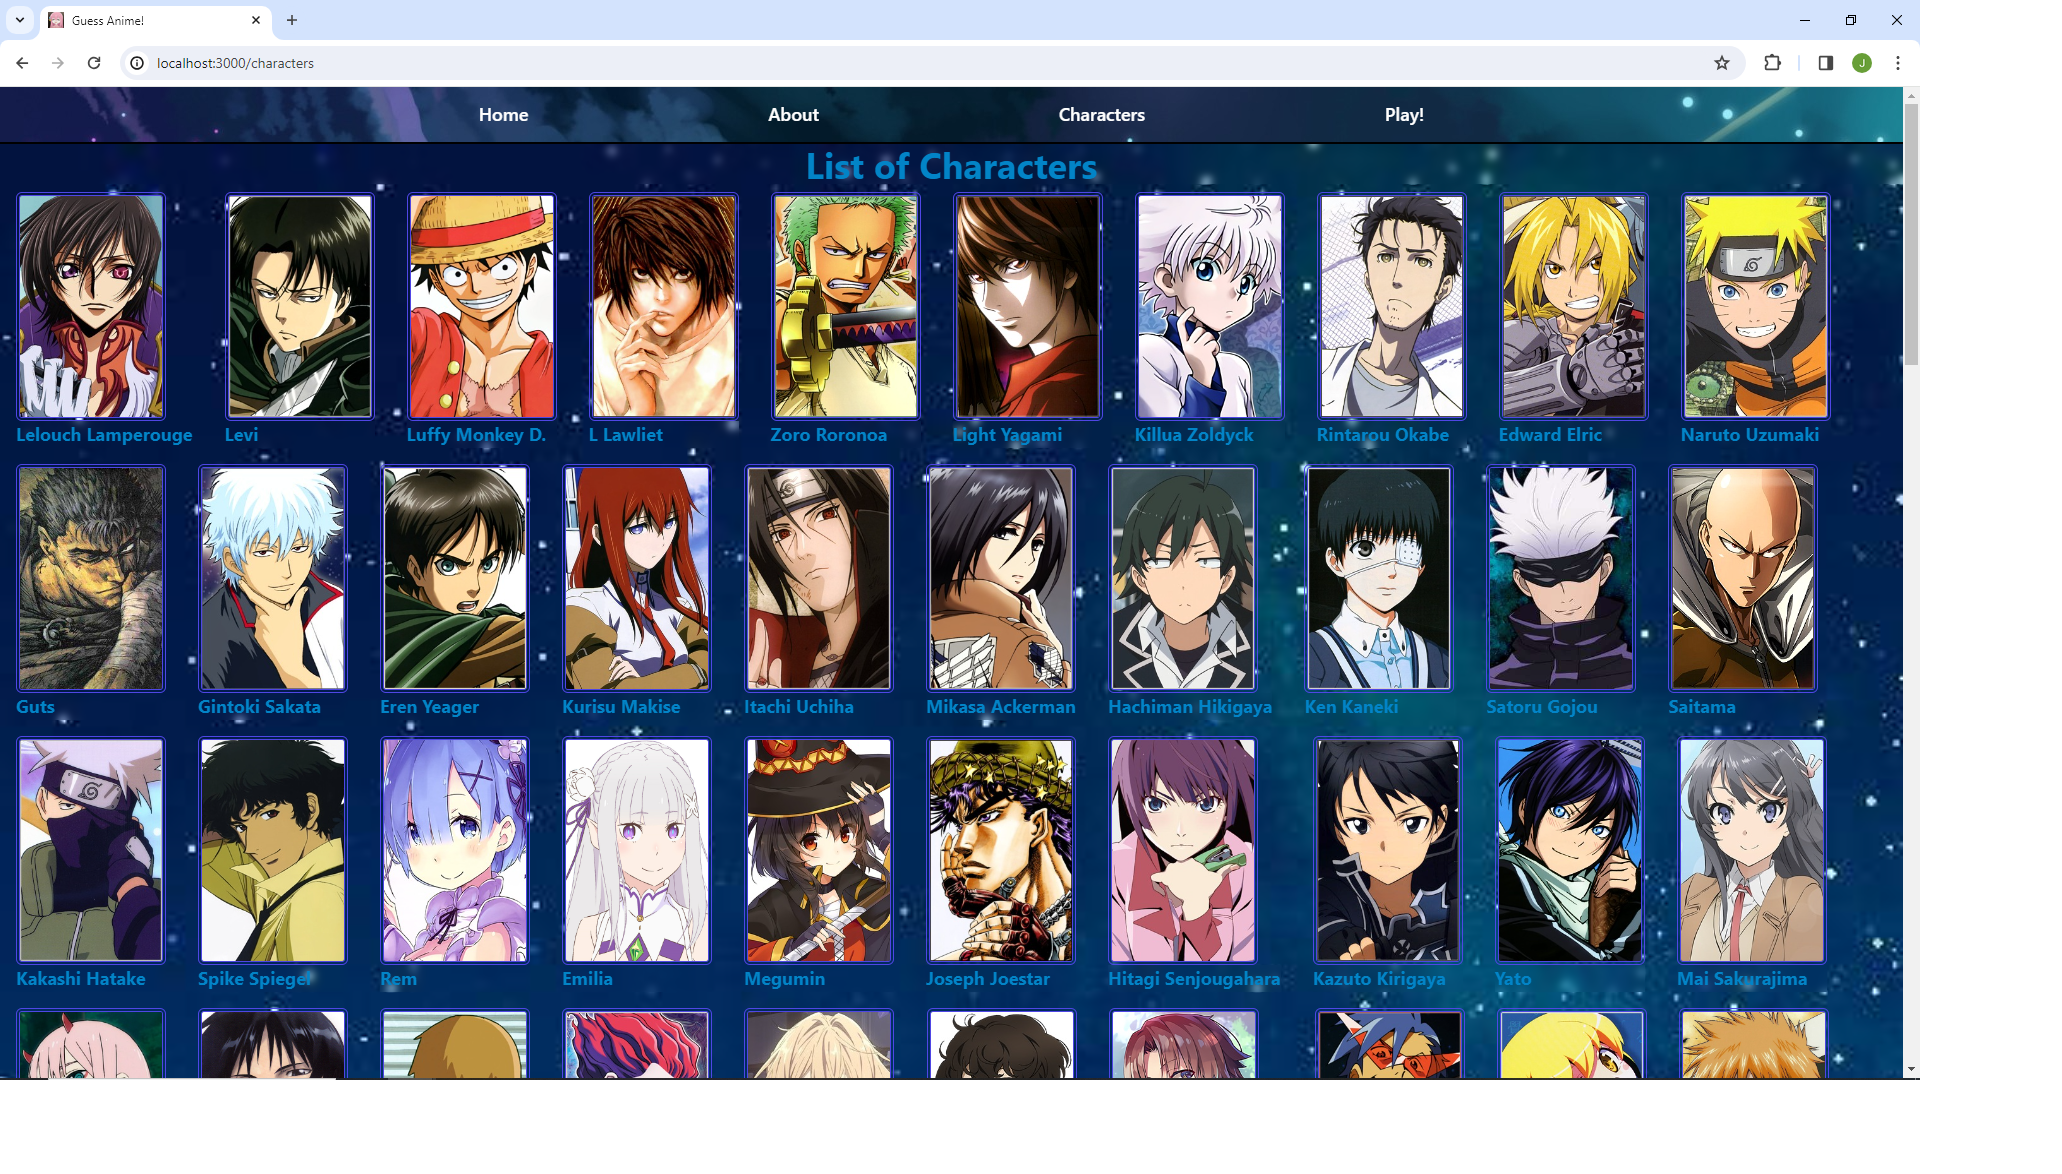 Guess Anime!
localhost:3000/characters
J
Home About Characters Play!
List of Characters
Lelouch Lamperouge Levi Luffy Monkey D. L Lawliet Zoro Roronoa Light Yagami Killua Zoldyck Rintarou Okabe Edward Elric Naruto Uzumaki
Guts Gintoki Sakata Eren Yeager Kurisu Makise Itachi Uchiha Mikasa Ackerman Hachiman Hikigaya Ken Kaneki Satoru Gojou Saitama
Kakashi Hatake Spike Spiegel Rem Emilia Megumin Joseph Joestar Hitagi Senjougahara Kazuto Kirigaya Yato Mai Sakurajima